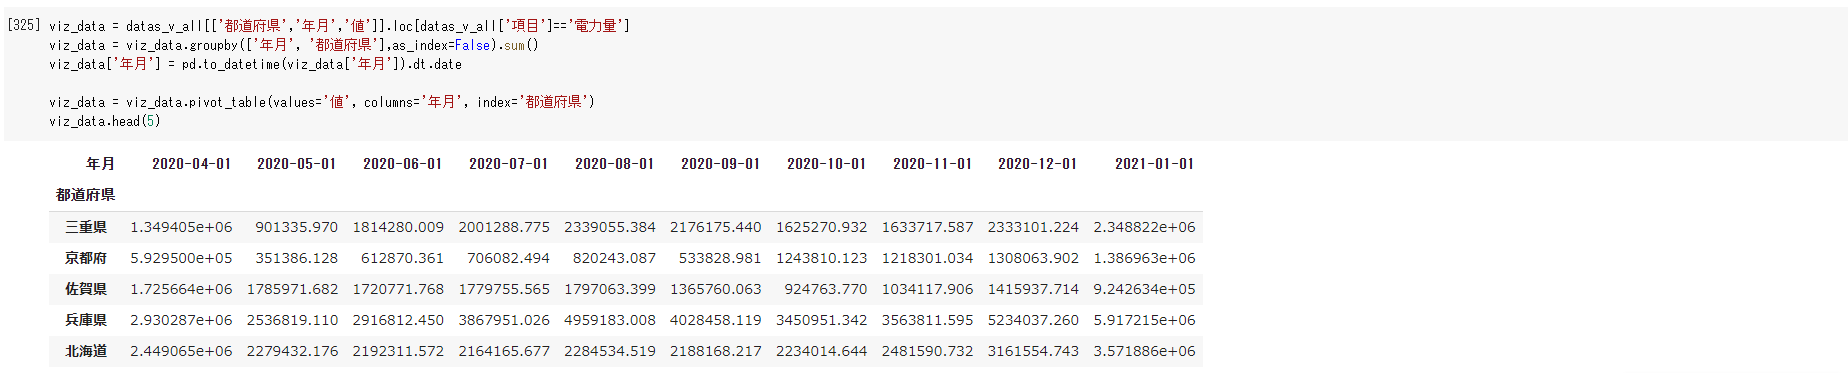 [325] viz_data = datas_v_all[['都道府県','年月','値']].loc[datas_v_all['項目']=='電力量']
viz_data = viz_data.groupby(['年月', '都道府県'],as_index=False).sum()
viz_data['年月'] = pd.to_datetime(viz_data['年月']).dt.date
viz_data = viz_data.pivot_table(values='値', columns='年月', index='都道府県')
viz_data.head(5)
年月 2020-04-01 2020-05-01 2020-06-01 2020-07-01 2020-08-01 2020-09-01 2020-10-01 2020-11-01 2020-12-01 2021-01-01
都道府県
三重県 1.349405e+06 901335.970 1814280.009 2001288.775 2339055.384 2176175.440 1625270.932 1633717.587 2333101.224 2.348822e+06
京都府 5.929500e+05 351386.128 612870.361 706082.494 820243.087 533828.981 1243810.123 1218301.034 1308063.902 1.386963e+06
佐賀県 1.725664e+06 1785971.682 1720771.768 1779755.565 1797063.399 1365760.063 924763.770 1034117.906 1415937.714 9.242634e+05
兵庫県 2.930287e+06 2536819.110 2916812.450 3867951.026 4959183.008 4028458.119 3450951.342 3563811.595 5234037.260 5.917215e+06
北海道 2.449065e+06 2279432.176 2192311.572 2164165.677 2284534.519 2188168.217 2234014.644 2481590.732 3161554.743 3.571886e+06